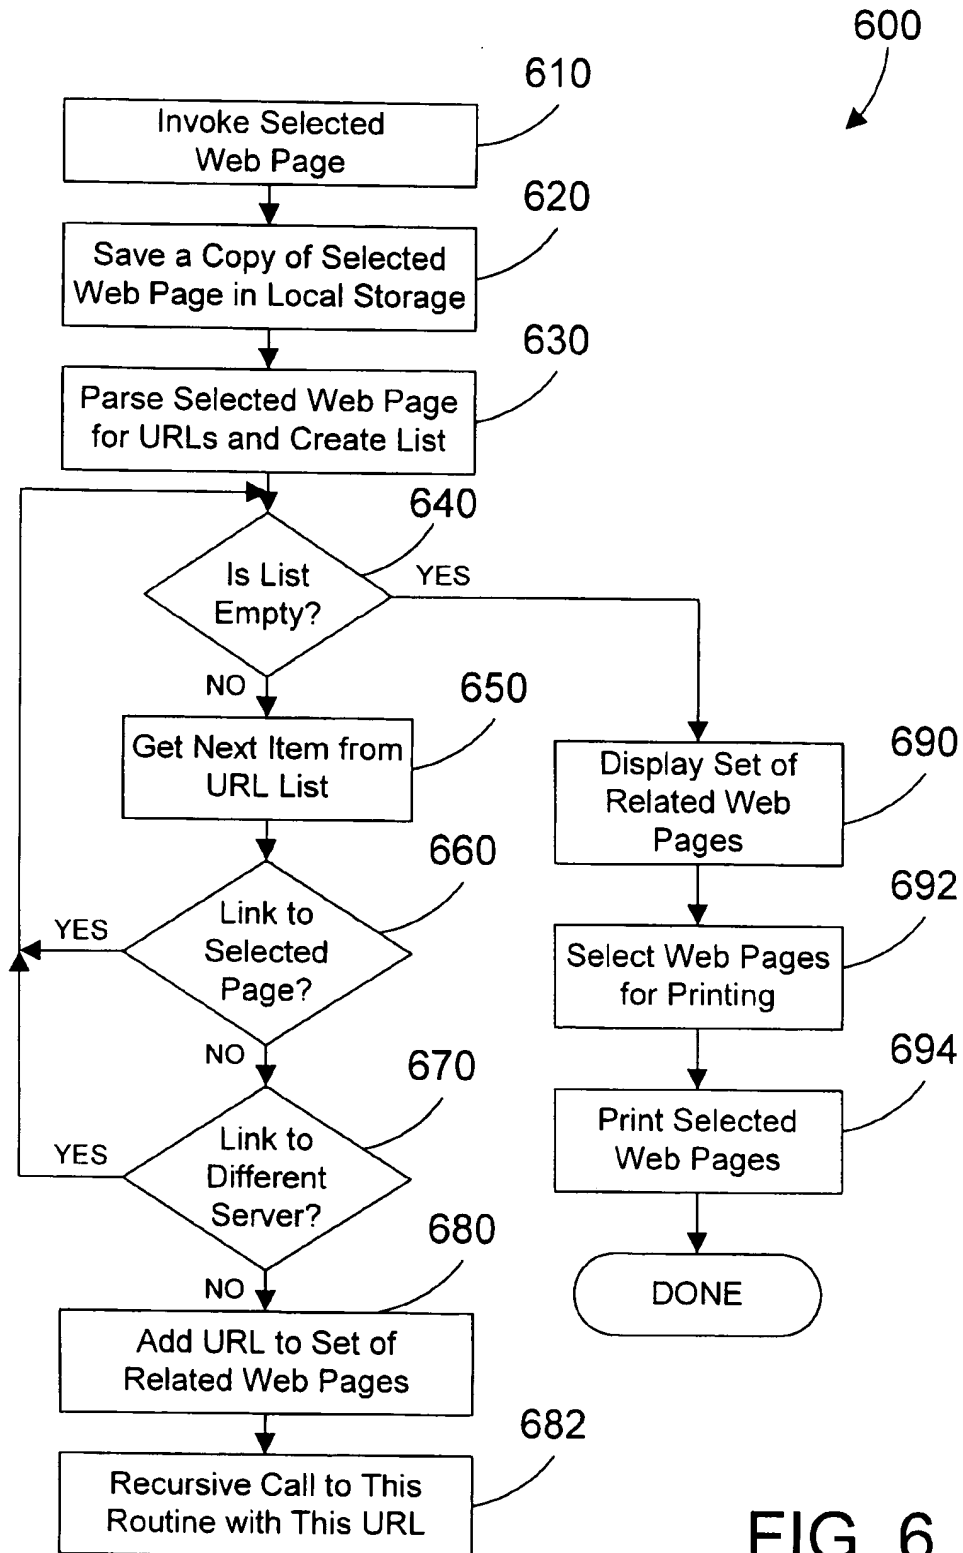 600
610
Invoke Selected
Web Page
620
Save a Copy of Selected
Web Page in Local Storage
630
Parse Selected Web Page
for URLs and Create List
640
Is List
Empty?
YES
NO
650
Get Next Item from
URL List
660
Link to
Selected
Page?
YES
NO
670
Link to
Different
Server?
YES
NO
680
Add URL to Set of
Related Web Pages
682
Recursive Call to This
Routine with This URL
690
Display Set of
Related Web
Pages
692
Select Web Pages
for Printing
694
Print Selected
Web Pages
DONE
FIG. 6